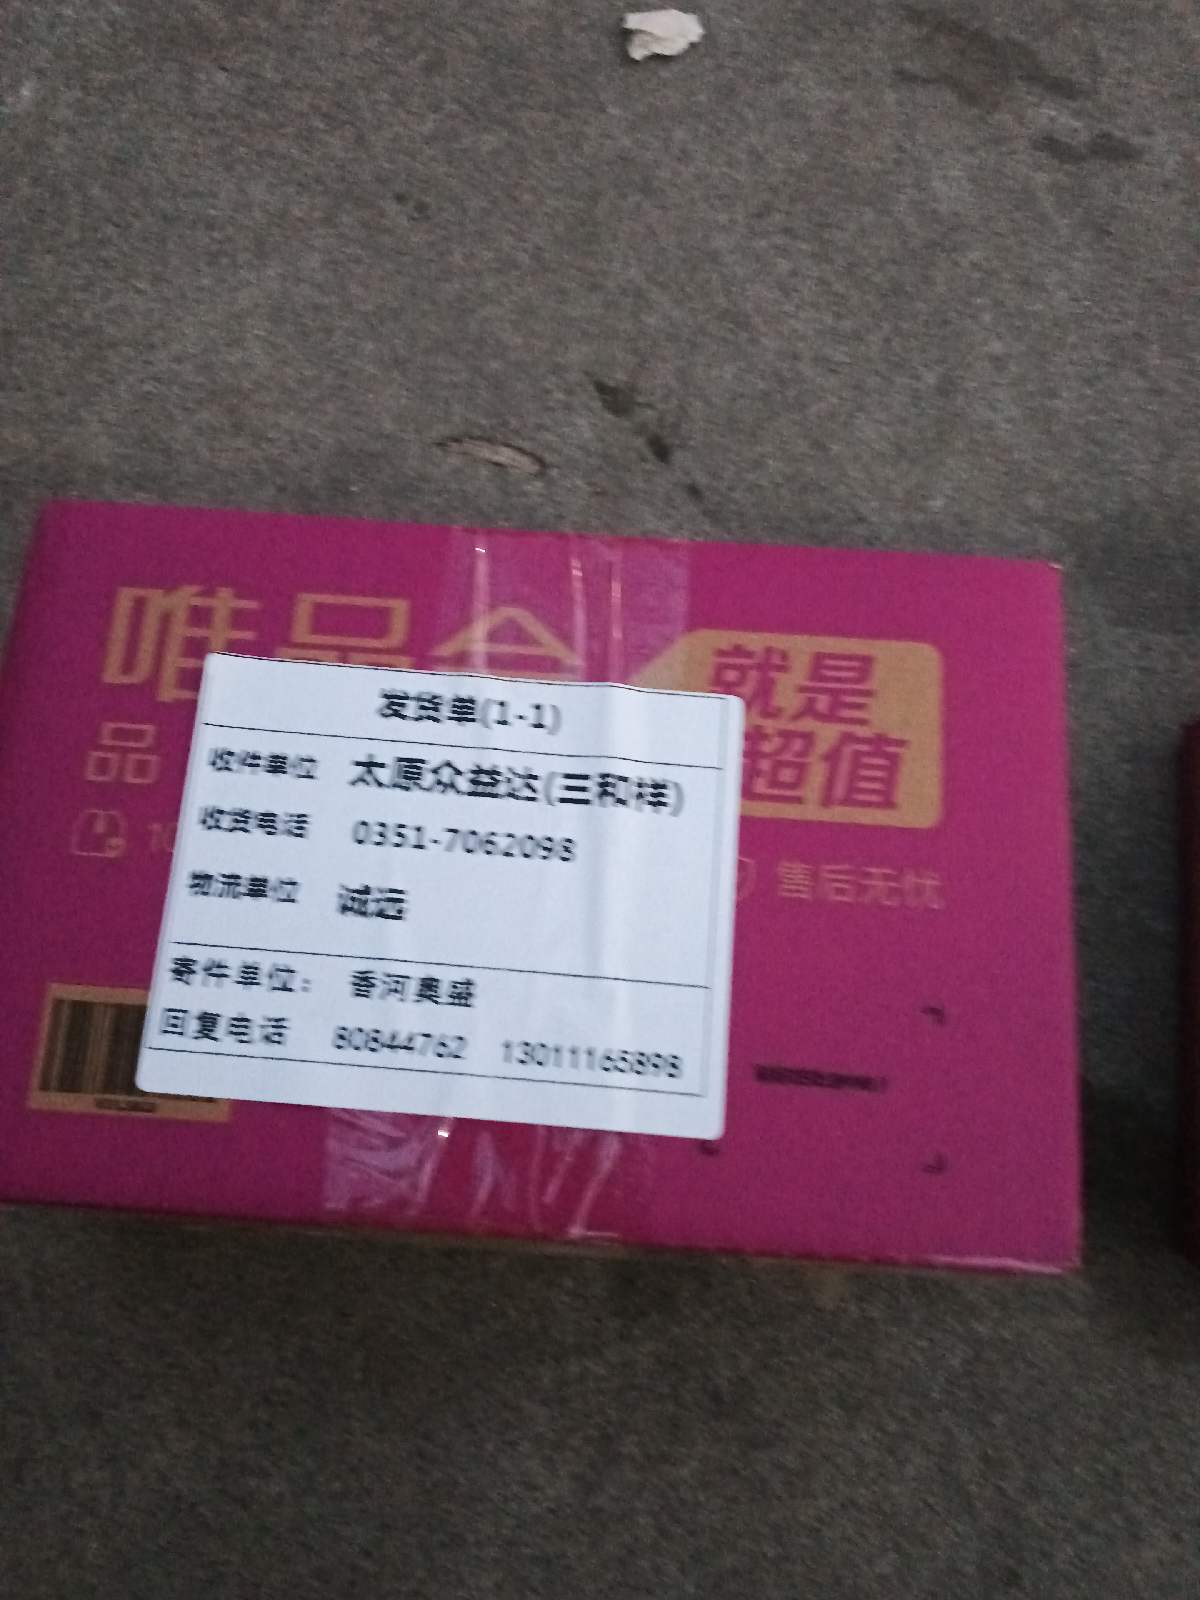 唯品会
就是
超值
品
10
售后无忧
发货单(1-1)
收件单位 太原众益达(三和祥)
收货电话 0351-7062098
物流单位 诚远
寄件单位： 香河奥盛
回复电话 80844762 13011165898